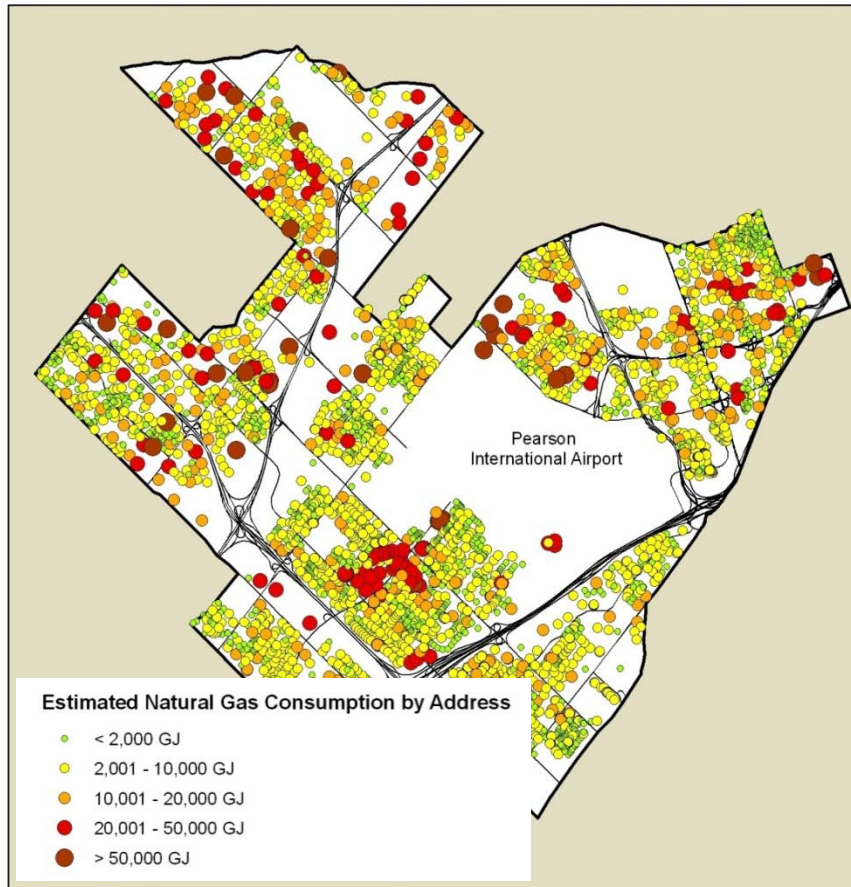 Pearson
International Airport
Estimated Natural Gas Consumption by Address
< 2,000 GJ
2,001 - 10,000 GJ
10,001 - 20,000 GJ
20,001 - 50,000 GJ
> 50,000 GJ